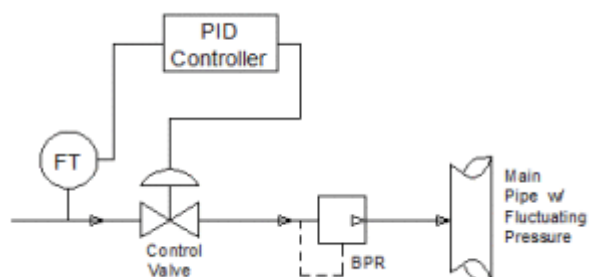 PID
Controller
FT
Control
Valve
BPR
Main
Pipe w/
Fluctuating
Pressure